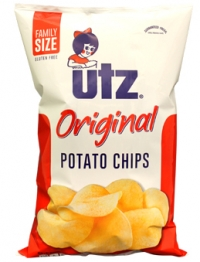 FAMILY
SIZE
GLUTEN FREE
utz®
Original
POTATO CHIPS